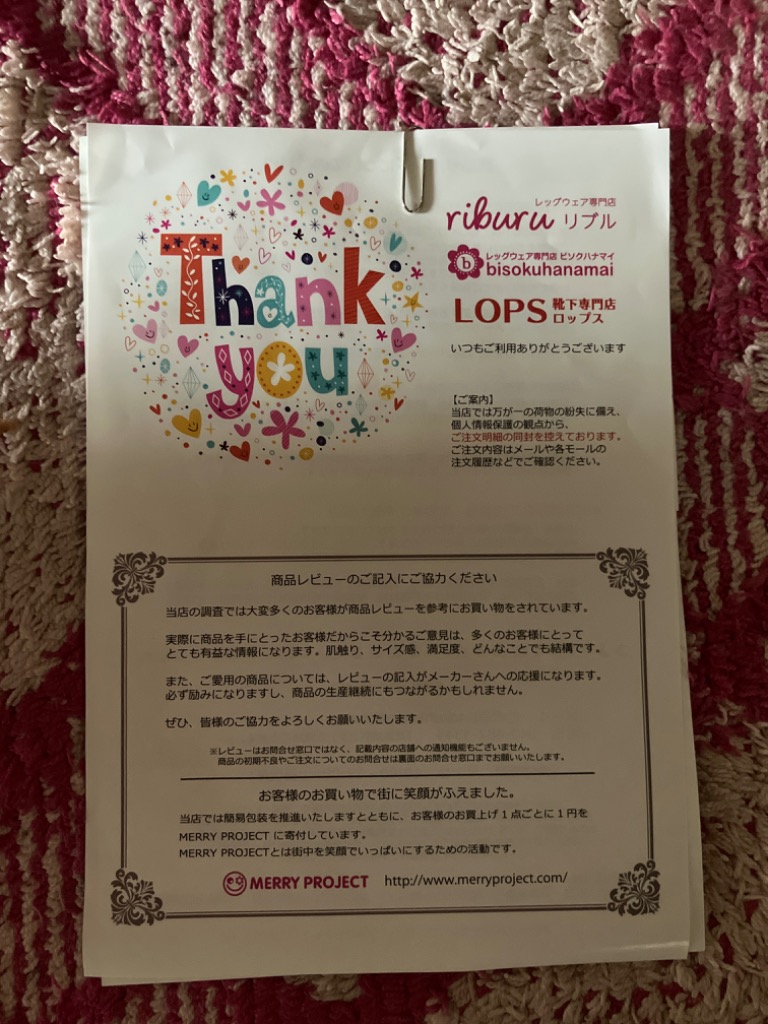 Thank
you
レッグウェア専門店
riburu リブル
レッグウェア専門店 ビソクハナマイ
b bisokuhanamai
LOPS 靴下専門店
ロップス
いつもご利用ありがとうございます
【ご案内】
当店では万が一の荷物の紛失に備え、
個人情報保護の観点から、
ご注文明細の同封を控えております。
ご注文内容はメールや各モールの
注文履歴などでご確認ください。
商品レビューのご記入にご協力ください
当店の調査では大変多くのお客様が商品レビューを参考にお買い物をされています。
実際に商品を手にとったお客様だからこそ分かるご意見は、多くのお客様にとって
とても有益な情報になります。肌触り、サイズ感、満足度、どんなことでも結構です。
また、ご愛用の商品については、レビューの記入がメーカーさんへの応援になります。
必ず励みになりますし、商品の生産継続にもつながるかもしれません。
ぜひ、皆様のご協力をよろしくお願いいたします。
※レビューはお問合せ窓口ではなく、記載内容の店舗への通知機能もございません。
商品の初期不良やご注文についてのお問合せは裏面のお問合せ窓口までお願いいたします。
お客様のお買い物で街に笑顔がふえました。
当店では簡易包装を推進いたしますとともに、お客様のお買上げ1点ごとに1円を
MERRY PROJECT に寄付しています。
MERRY PROJECTとは街中を笑顔でいっぱいにするための活動です。
MERRY PROJECT http://www.merryproject.com/